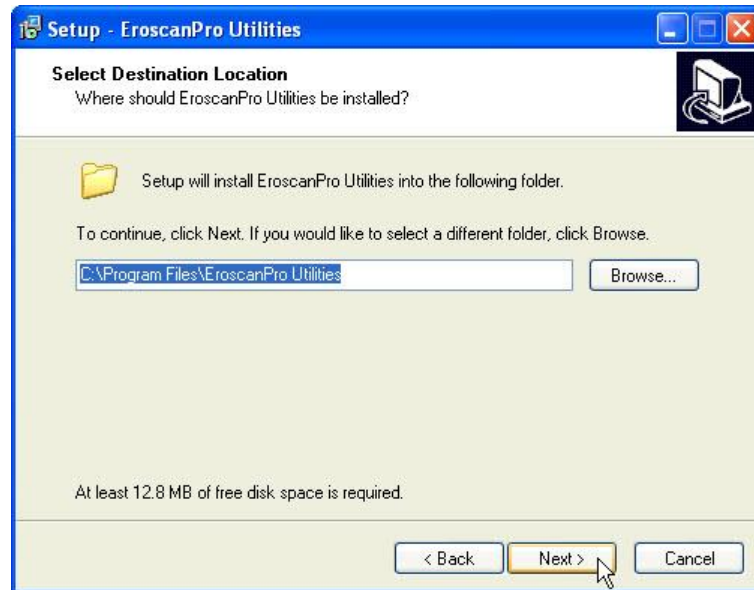 Setup - EroscanPro Utilities
Select Destination Location
Where should EroscanPro Utilities be installed?
Setup will install EroscanPro Utilities into the following folder.
To continue, click Next. If you would like to select a different folder, click Browse.
C:\Program Files\EroscanPro Utilities
Browse...
At least 12.8 MB of free disk space is required.
< Back
Next >
Cancel